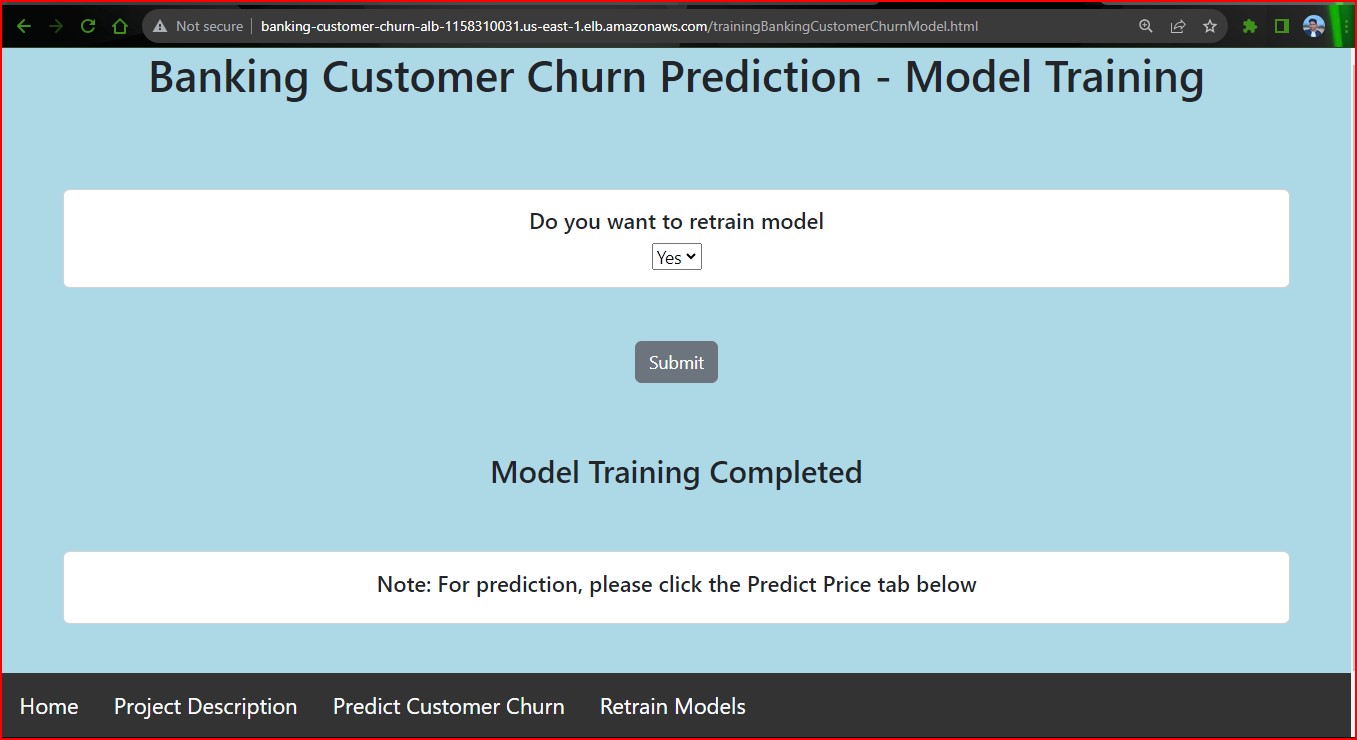 Not secure banking-customer-churn-alb-1158310031.us-east-1.elb.amazonaws.com/trainingBankingCustomerChurnModel.html
Banking Customer Churn Prediction - Model Training
Do you want to retrain model
Yes
Submit
Model Training Completed
Note: For prediction, please click the Predict Price tab below
Home Project Description Predict Customer Churn Retrain Models